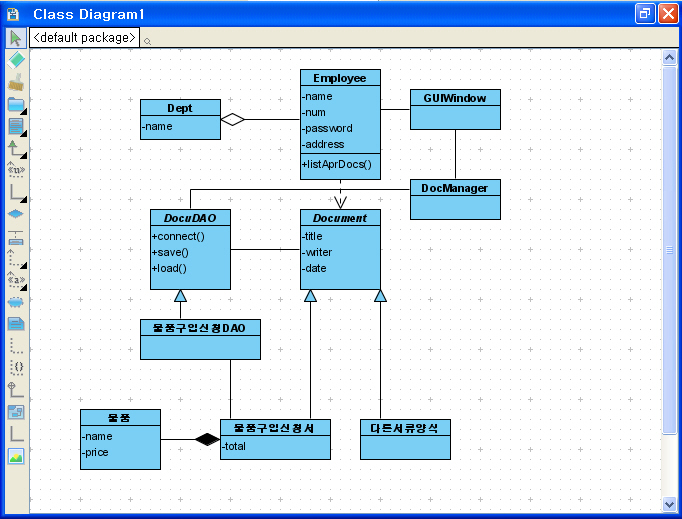 Class Diagram1
<default package>
Employee
-name
-num
-password
-address
+listAprDocs()
GUIWindow
Dept
-name
DocManager
DocuDAO
+connect()
+save()
+load()
Document
-title
-writer
-date
물품구입신청DAO
물품
-name
-price
물품구입신청서
-total
다른서류양식